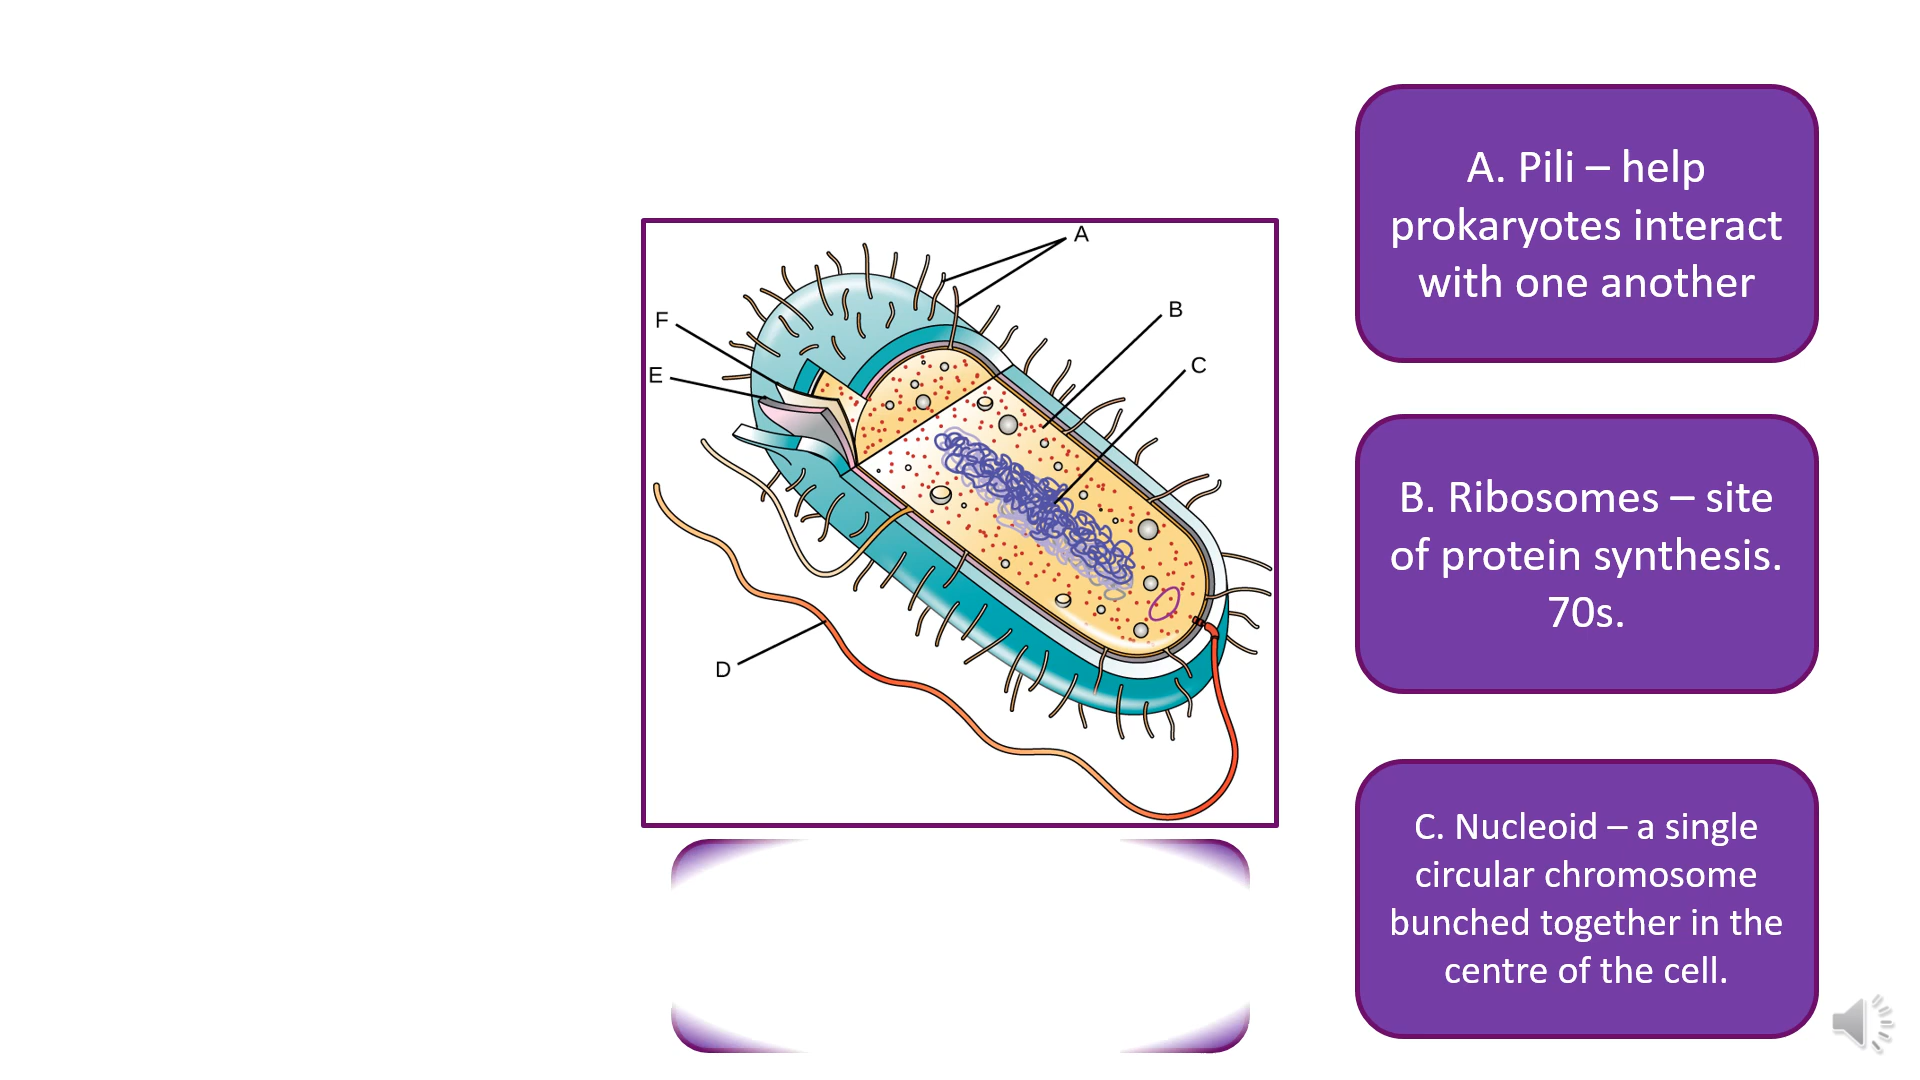 A
B
C
F
E
D
A. Pili – help
prokaryotes interact
with one another
B. Ribosomes – site
of protein synthesis.
70s.
C. Nucleoid – a single
circular chromosome
bunched together in the
centre of the cell.